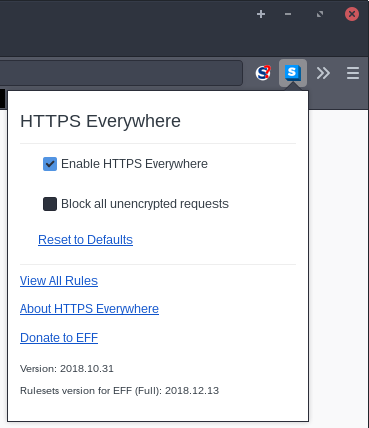 HTTPS Everywhere
Enable HTTPS Everywhere
Block all unencrypted requests
Reset to Defaults
View All Rules
About HTTPS Everywhere
Donate to EFF
Version: 2018.10.31
Rulesets version for EFF (Full): 2018.12.13